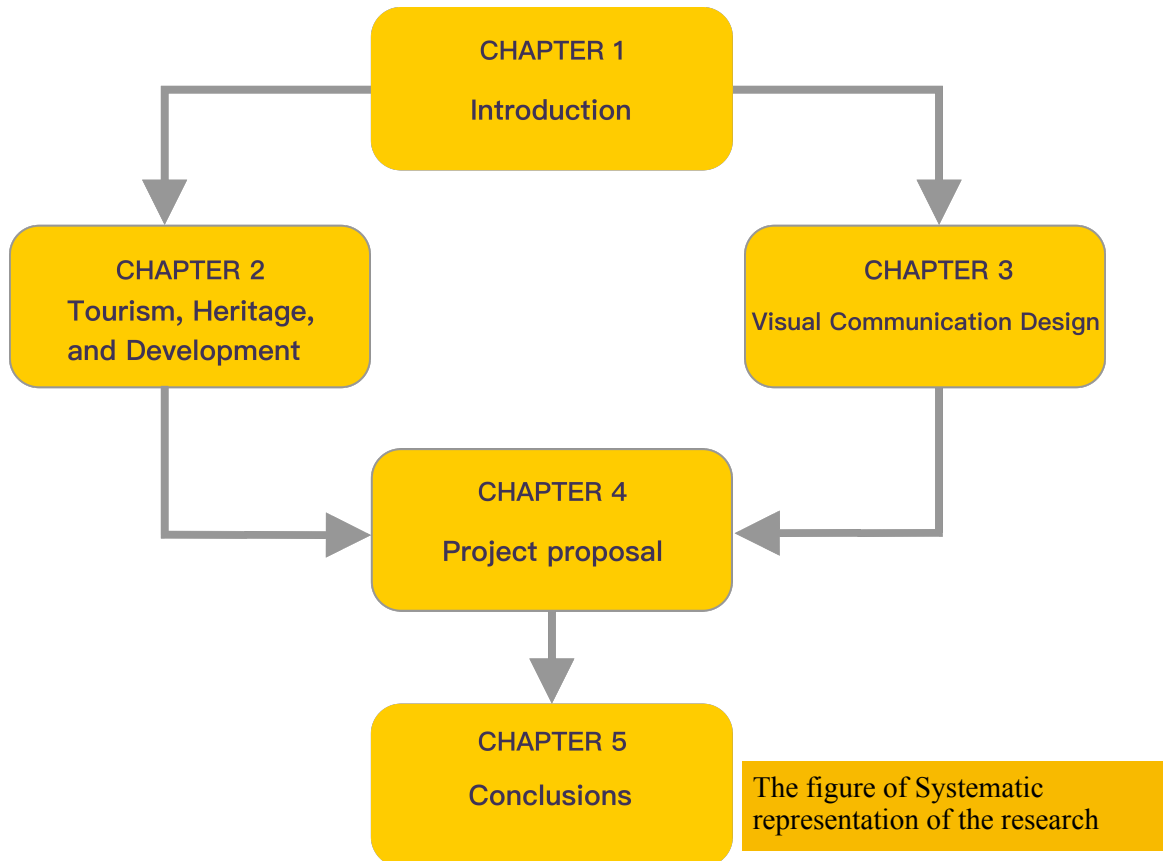 CHAPTER 1
Introduction
CHAPTER 2
Tourism, Heritage,
and Development
CHAPTER 3
Visual Communication Design
CHAPTER 4
Project proposal
CHAPTER 5
Conclusions
The figure of Systematic
representation of the research